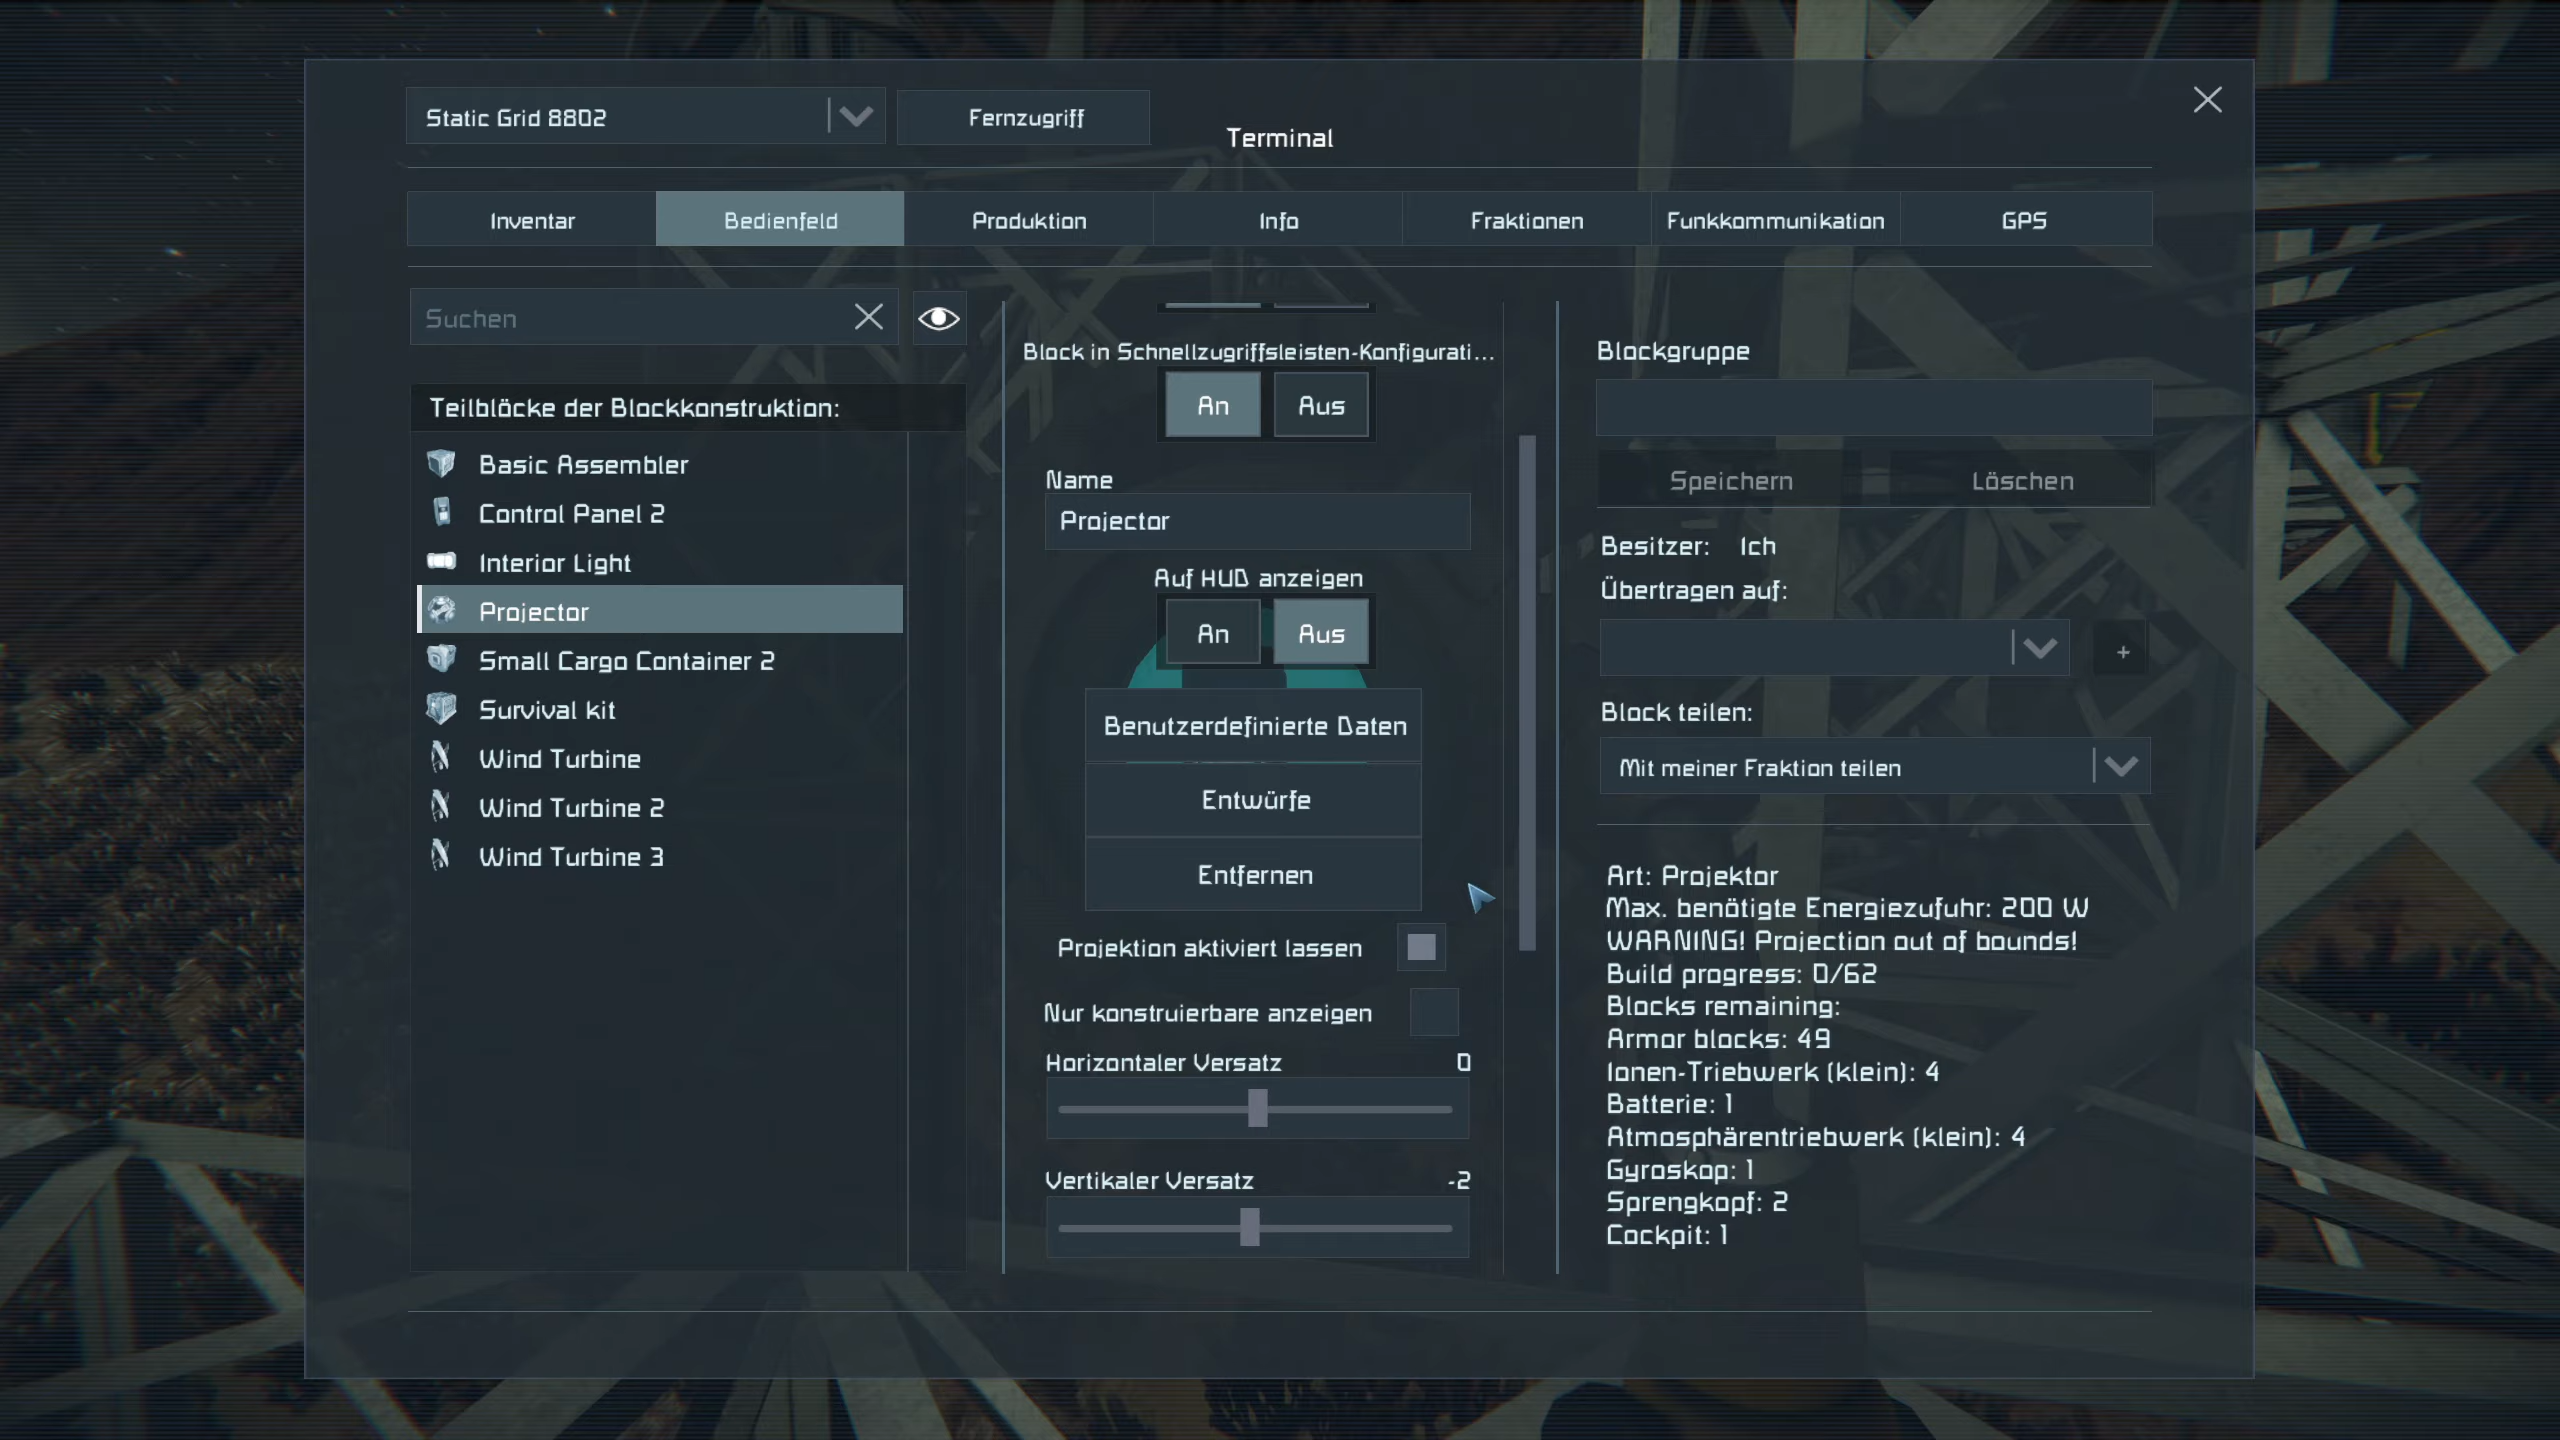 Static Grid 8802
Fernzugriff
Terminal
Inventar
Bedienfeld
Produktion
Info
Fraktionen
Funkkommunikation
GPS
Suchen
Teilblöcke der Blockkonstruktion:
Basic Assembler
Control Panel 2
Interior Light
Projector
Small Cargo Container 2
Survival kit
Wind Turbine
Wind Turbine 2
Wind Turbine 3
Block in Schnellzugriffsleisten-Konfigurati...
An
Aus
Name
Projector
Auf HUD anzeigen
An
Aus
Benutzerdefinierte Daten
Entwürfe
Entfernen
Projektion aktiviert lassen
Nur konstruierbare anzeigen
Horizontaler Versatz 0
Vertikaler Versatz -2
Blockgruppe
Speichern
Löschen
Besitzer: Ich
Übertragen auf:
+
Block teilen:
Mit meiner Fraktion teilen
Art: Projektor
Max. benötigte Energiezufuhr: 200 W
WARNING! Projection out of bounds!
Build progress: 0/62
Blocks remaining:
Armor blocks: 49
Ionen-Triebwerk (klein): 4
Batterie: 1
Atmosphärentriebwerk (klein): 4
Gyroskop: 1
Sprengkopf: 2
Cockpit: 1